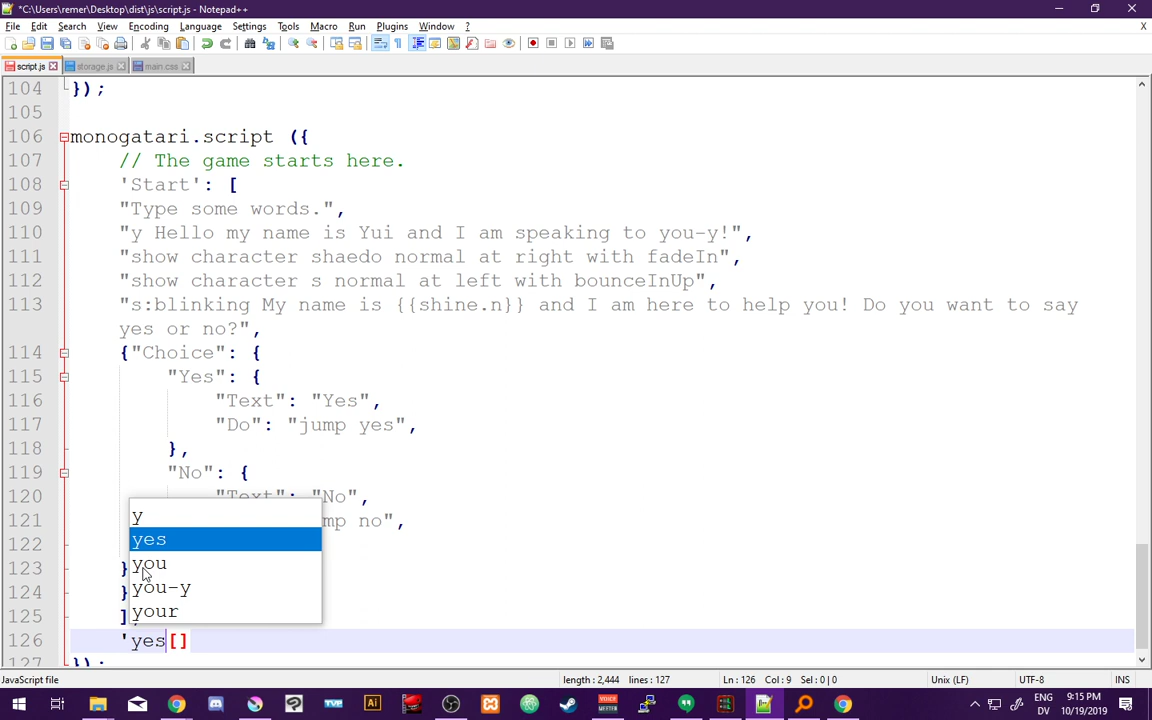 *C:\Users\remer\Desktop\dist\js\script.js - Notepad++
File Edit Search View Encoding Language Settings Tools Macro Run Plugins Window ? X
script.js storage.js main.css
104 });
105
106 monogatari.script ({
107 // The game starts here.
108 'Start': [
109 "Type some words.",
110 "y Hello my name is Yui and I am speaking to you-y!",
111 "show character shaedo normal at right with fadeIn",
112 "show character s normal at left with bounceInUp",
113 "s:blinking My name is {{shine.n}} and I am here to help you! Do you want to say
yes or no?",
114 {"Choice": {
115 "Yes": {
116 "Text": "Yes",
117 "Do": "jump yes",
118 },
119 "No": {
120 "Text": "No",
y
121 mp no",
yes
122
you
123 }
you-y
124 }
your
125 ],
126 'yes[]
127 });
JavaScript file length : 2,444 lines : 127 Ln : 126 Col : 9 Sel : 0 | 0 Unix (LF) UTF-8 INS
ENG 9:15 PM
DV 10/19/2019